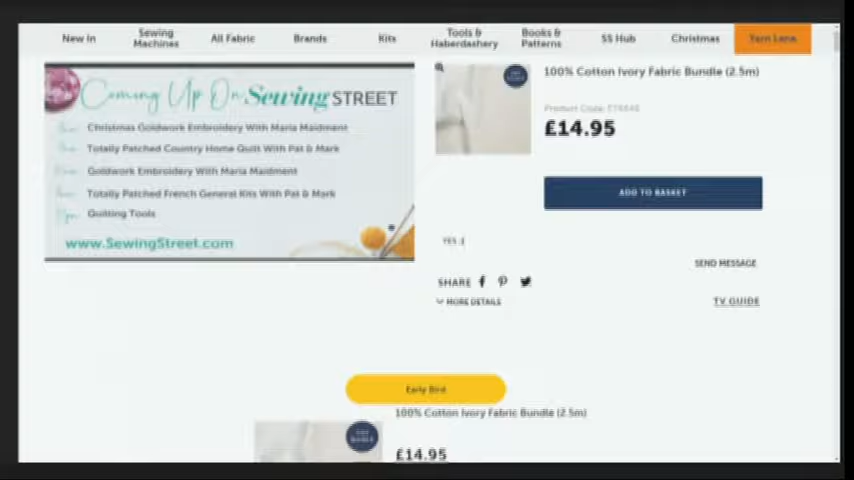 New In
Sewing Machines
All Fabric
Brands
Kits
Tools & Haberdashery
Books & Patterns
SS Hub
Christmas
Yarn Lane
Coming Up On Sewing STREET
Christmas Goldwork Embroidery With Maria Maidment
Totally Patched Country Home Quilt With Pat & Mark
Goldwork Embroidery With Maria Maidment
Totally Patched French General Kits With Pat & Mark
Quilting Tools
www.SewingStreet.com
100% Cotton Ivory Fabric Bundle (2.5m)
Product Code:
£14.95
ADD TO BASKET
YES
SEND MESSAGE
SHARE
MORE DETAILS
TV GUIDE
Early Bird
100% Cotton Ivory Fabric Bundle (2.5m)
£14.95